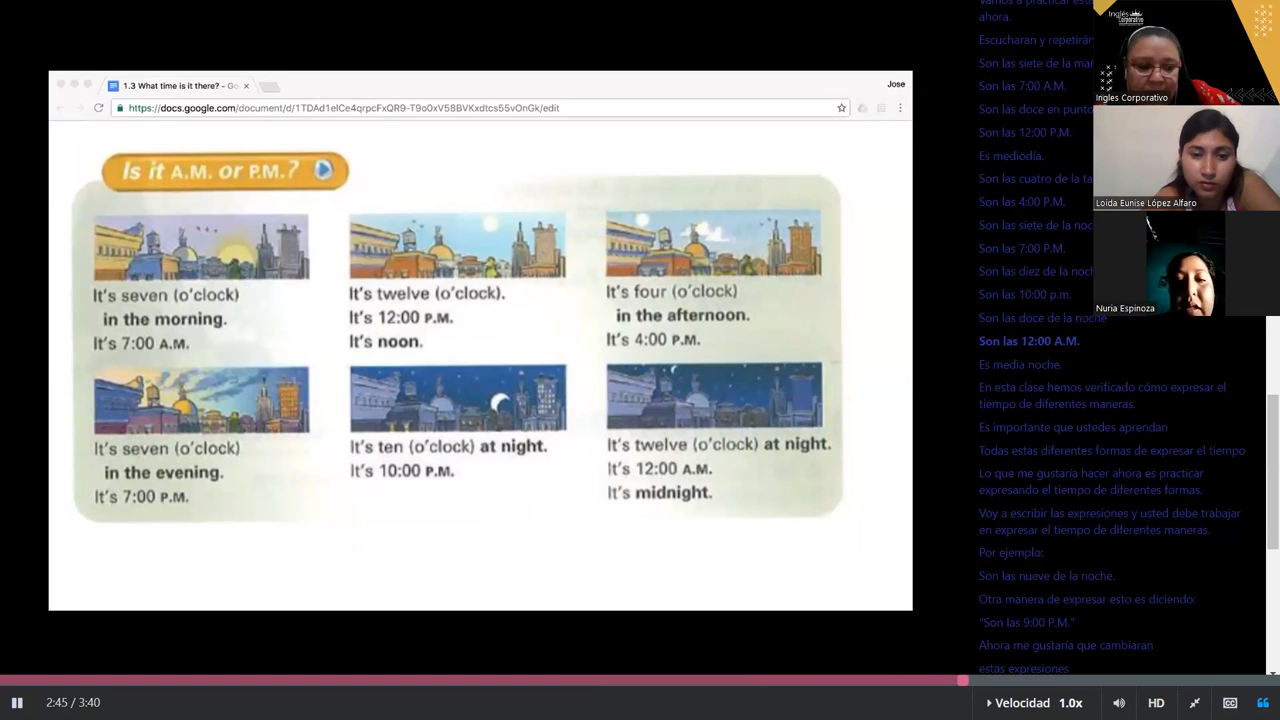 1.3 What time is it there? - Go
Jose
https://docs.google.com/document/d/1TDAd1elCe4qrpcFxQR9-T9o0xV58BVKxdtcs55vOnGk/edit
Is it A.M. or P.M.?
It's seven (o'clock)
in the morning.
It's 7:00 A.M.
It's twelve (o'clock).
It's 12:00 P.M.
It's noon.
It's four (o'clock)
in the afternoon.
It's 4:00 P.M.
It's seven (o'clock)
in the evening.
It's 7:00 P.M.
It's ten (o'clock) at night.
It's 10:00 P.M.
It's twelve (o'clock) at night.
It's 12:00 A.M.
It's midnight.
Vamos a practicar
ahora.
Escucharan y repetirán
Son las siete de la
Son las 7:00 A.M.
Son las doce en punto
Son las 12:00 P.M.
Es mediodía.
Son las cuatro de la
Son las 4:00 P.M.
Son las siete de la
Son las 7:00 P.M.
Son las diez de la
Son las 10:00 p.m.
Son las doce de la noche
Son las 12:00 A.M.
Es media noche.
En esta clase hemos verificado cómo expresar el
tiempo de diferentes maneras.
Es importante que ustedes aprendan
Todas estas diferentes formas de expresar el tiempo
Lo que me gustaría hacer ahora es practicar
expresando el tiempo de diferentes formas.
Voy a escribir las expresiones y usted debe trabajar
en expresar el tiempo de diferentes maneras.
Por ejemplo:
Son las nueve de la noche.
Otra manera de expresar esto es diciendo:
"Son las 9:00 P.M."
Ahora me gustaría que cambiaran
estas expresiones
Inglés
Corporativo
Ingles Corporativo
Loida Eunise López Alfaro
Nuria Espinoza
2:45 / 3:40
Velocidad 1.0x
HD
CC